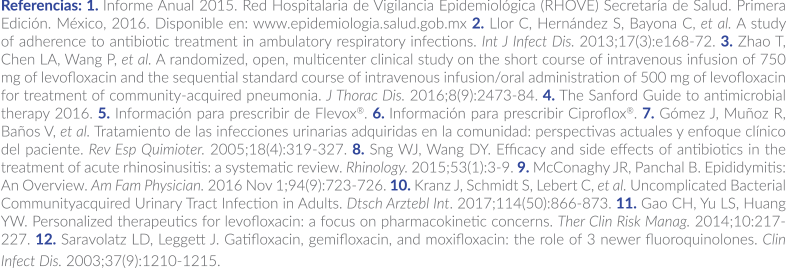 Referencias: 1. Informe Anual 2015. Red Hospitalaria de Vigilancia Epidemiológica (RHOVE) Secretaría de Salud. Primera
Edición. México, 2016. Disponible en: www.epidemiologia.salud.gob.mx 2. Llor C, Hernández S, Bayona C, et al. A study
of adherence to antibiotic treatment in ambulatory respiratory infections. Int J Infect Dis. 2013;17(3):e168-72. 3. Zhao T,
Chen LA, Wang P, et al. A randomized, open, multicenter clinical study on the short course of intravenous infusion of 750
mg of levofloxacin and the sequential standard course of intravenous infusion/oral administration of 500 mg of levofloxacin
for treatment of community-acquired pneumonia. J Thorac Dis. 2016;8(9):2473-84. 4. The Sanford Guide to antimicrobial
therapy 2016. 5. Información para prescribir de Flevox®. 6. Información para prescribir Ciproflox®. 7. Gómez J, Muñoz R,
Baños V, et al. Tratamiento de las infecciones urinarias adquiridas en la comunidad: perspectivas actuales y enfoque clínico
del paciente. Rev Esp Quimioter. 2005;18(4):319-327. 8. Sng WJ, Wang DY. Efficacy and side effects of antibiotics in the
treatment of acute rhinosinusitis: a systematic review. Rhinology. 2015;53(1):3-9. 9. McConaghy JR, Panchal B. Epididymitis:
An Overview. Am Fam Physician. 2016 Nov 1;94(9):723-726. 10. Kranz J, Schmidt S, Lebert C, et al. Uncomplicated Bacterial
Communityacquired Urinary Tract Infection in Adults. Dtsch Arztebl Int. 2017;114(50):866-873. 11. Gao CH, Yu LS, Huang
YW. Personalized therapeutics for levofloxacin: a focus on pharmacokinetic concerns. Ther Clin Risk Manag. 2014;10:217-
227. 12. Saravolatz LD, Leggett J. Gatifloxacin, gemifloxacin, and moxifloxacin: the role of 3 newer fluoroquinolones. Clin
Infect Dis. 2003;37(9):1210-1215.